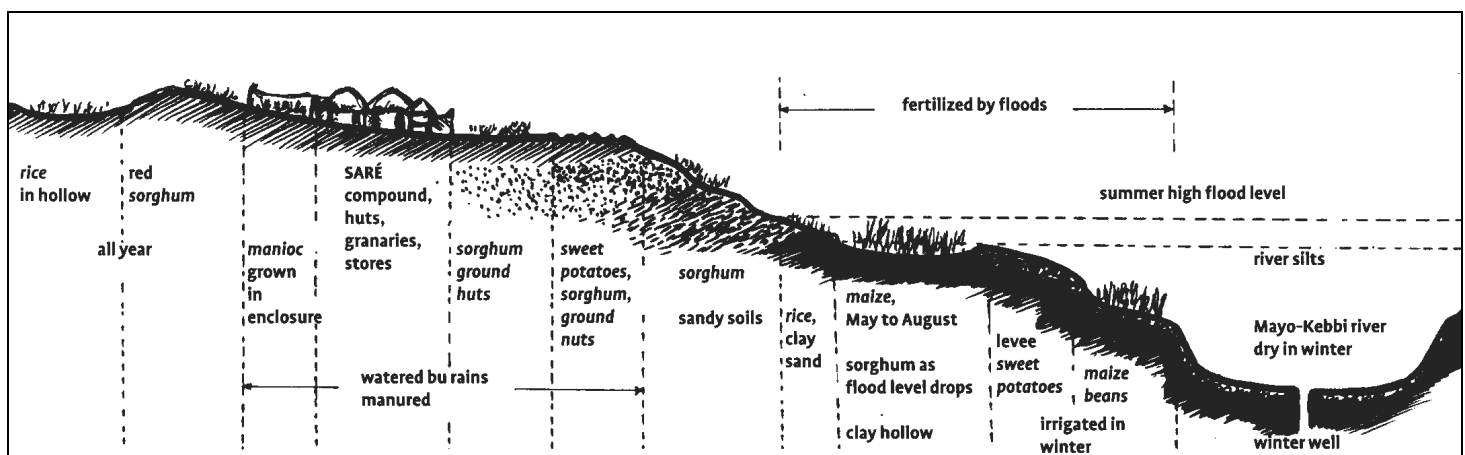 fertilized by floods
summer high flood level
river silts
rice
in hollow
red
sorghum
all year
manioc
grown
in
enclosure
SARÉ
compound,
huts,
granaries,
stores
sorghum
ground
huts
sweet
potatoes,
sorghum,
ground
nuts
sorghum
sandy soils
rice,
clay
sand
maize,
May to August
sorghum as
flood level drops
clay hollow
levee
sweet
potatoes
maize
beans
irrigated in
winter
Mayo-Kebbi river
dry in winter
winter well
watered bu rains
manured